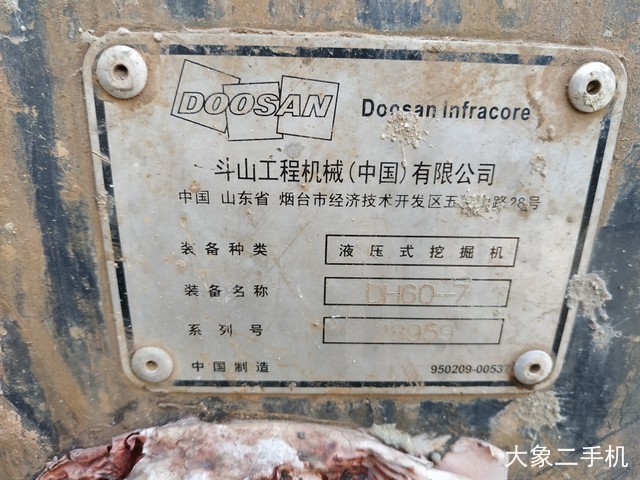 DOOSAN
Doosan Infracore
斗山工程机械(中国)有限公司
中国 山东省 烟台市经济技术开发区五 路28号
装备种类 液压式挖掘机
装备名称 DH60-7
系列号 8959
中国制造 950209-0053
大象二手机